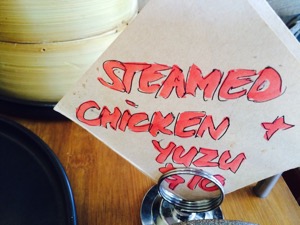 STEAMED
CHICKEN +
YUZU